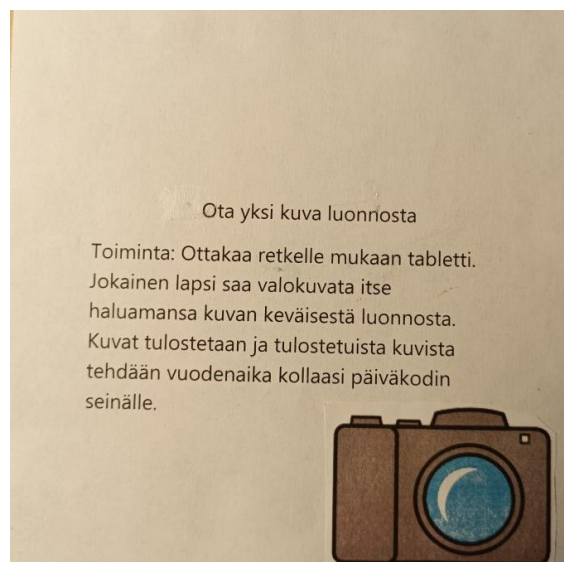 Ota yksi kuva luonnosta
Toiminta: Ottakaa retkelle mukaan tabletti.
Jokainen lapsi saa valokuvata itse
haluamansa kuvan keväisestä luonnosta.
Kuvat tulostetaan ja tulostetuista kuvista
tehdään vuodenaika kollaasi päiväkodin
seinälle.